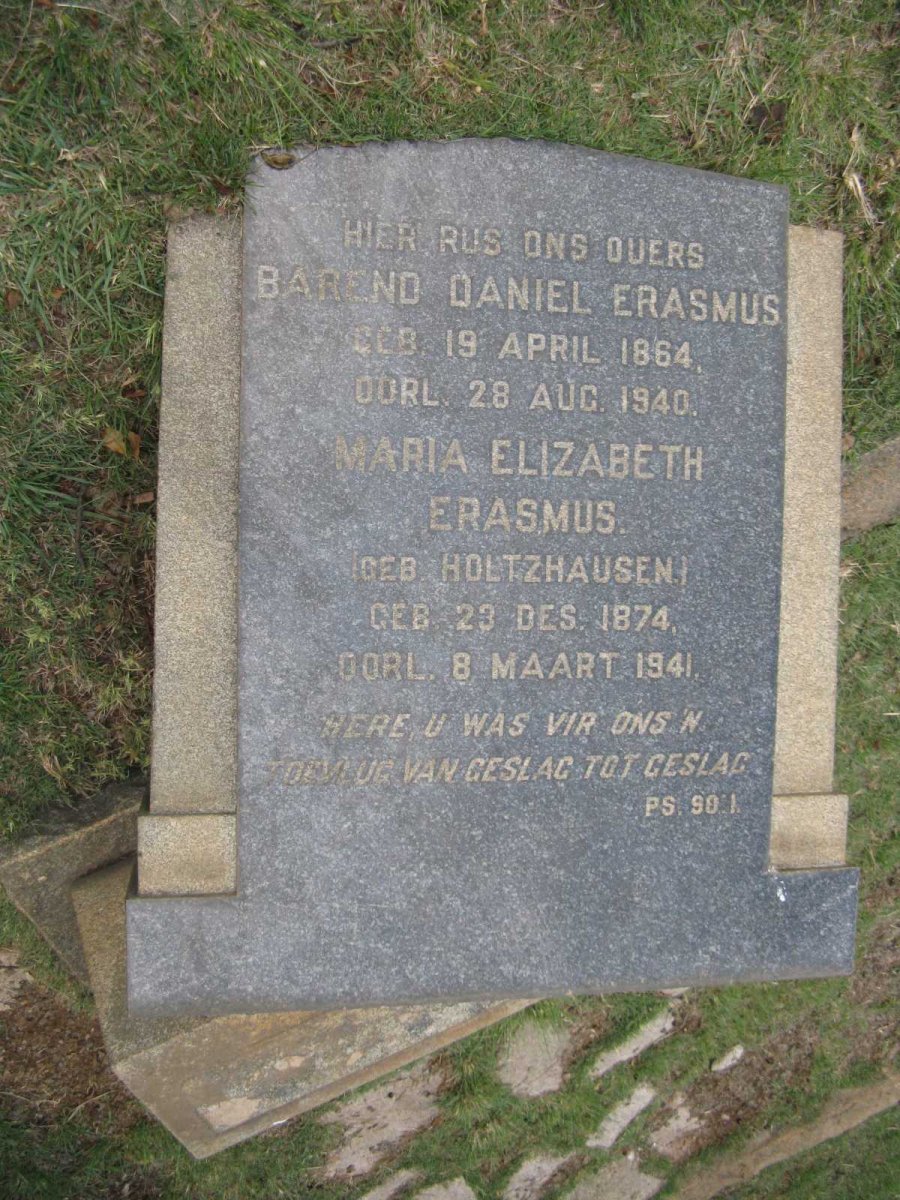 HIER RUS ONS OUERS
BAREND DANIEL ERASMUS
GEB. 19 APRIL 1864,
OORL. 28 AUG. 1940.
MARIA ELIZABETH
ERASMUS.
(GEB. HOLTZHAUSEN.)
GEB. 23 DES. 1874,
OORL. 8 MAART 1941.
HERE, U WAS VIR ONS 'N
TOEVLUG VAN GESLAG TOT GESLAG
PS. 90.1.